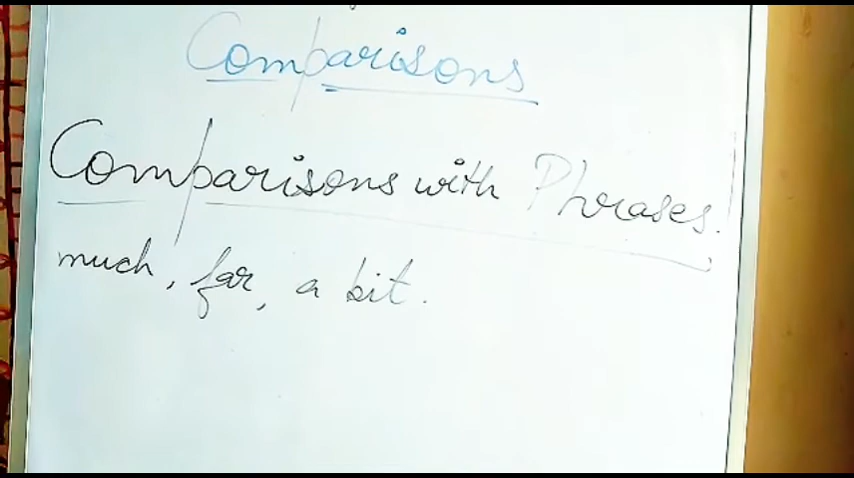 Comparisons
Comparisons with Phrases.
much, far, a bit.